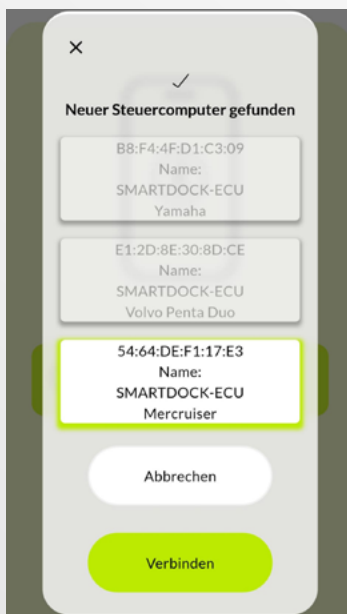 Neuer Steuercomputer gefunden
B8:F4:4F:D1:C3:09
Name:
SMARTDOCK-ECU
Yamaha
E1:2D:8E:30:8D:CE
Name:
SMARTDOCK-ECU
Volvo Penta Duo
54:64:DE:F1:17:E3
Name:
SMARTDOCK-ECU
Mercruiser
Abbrechen
Verbinden